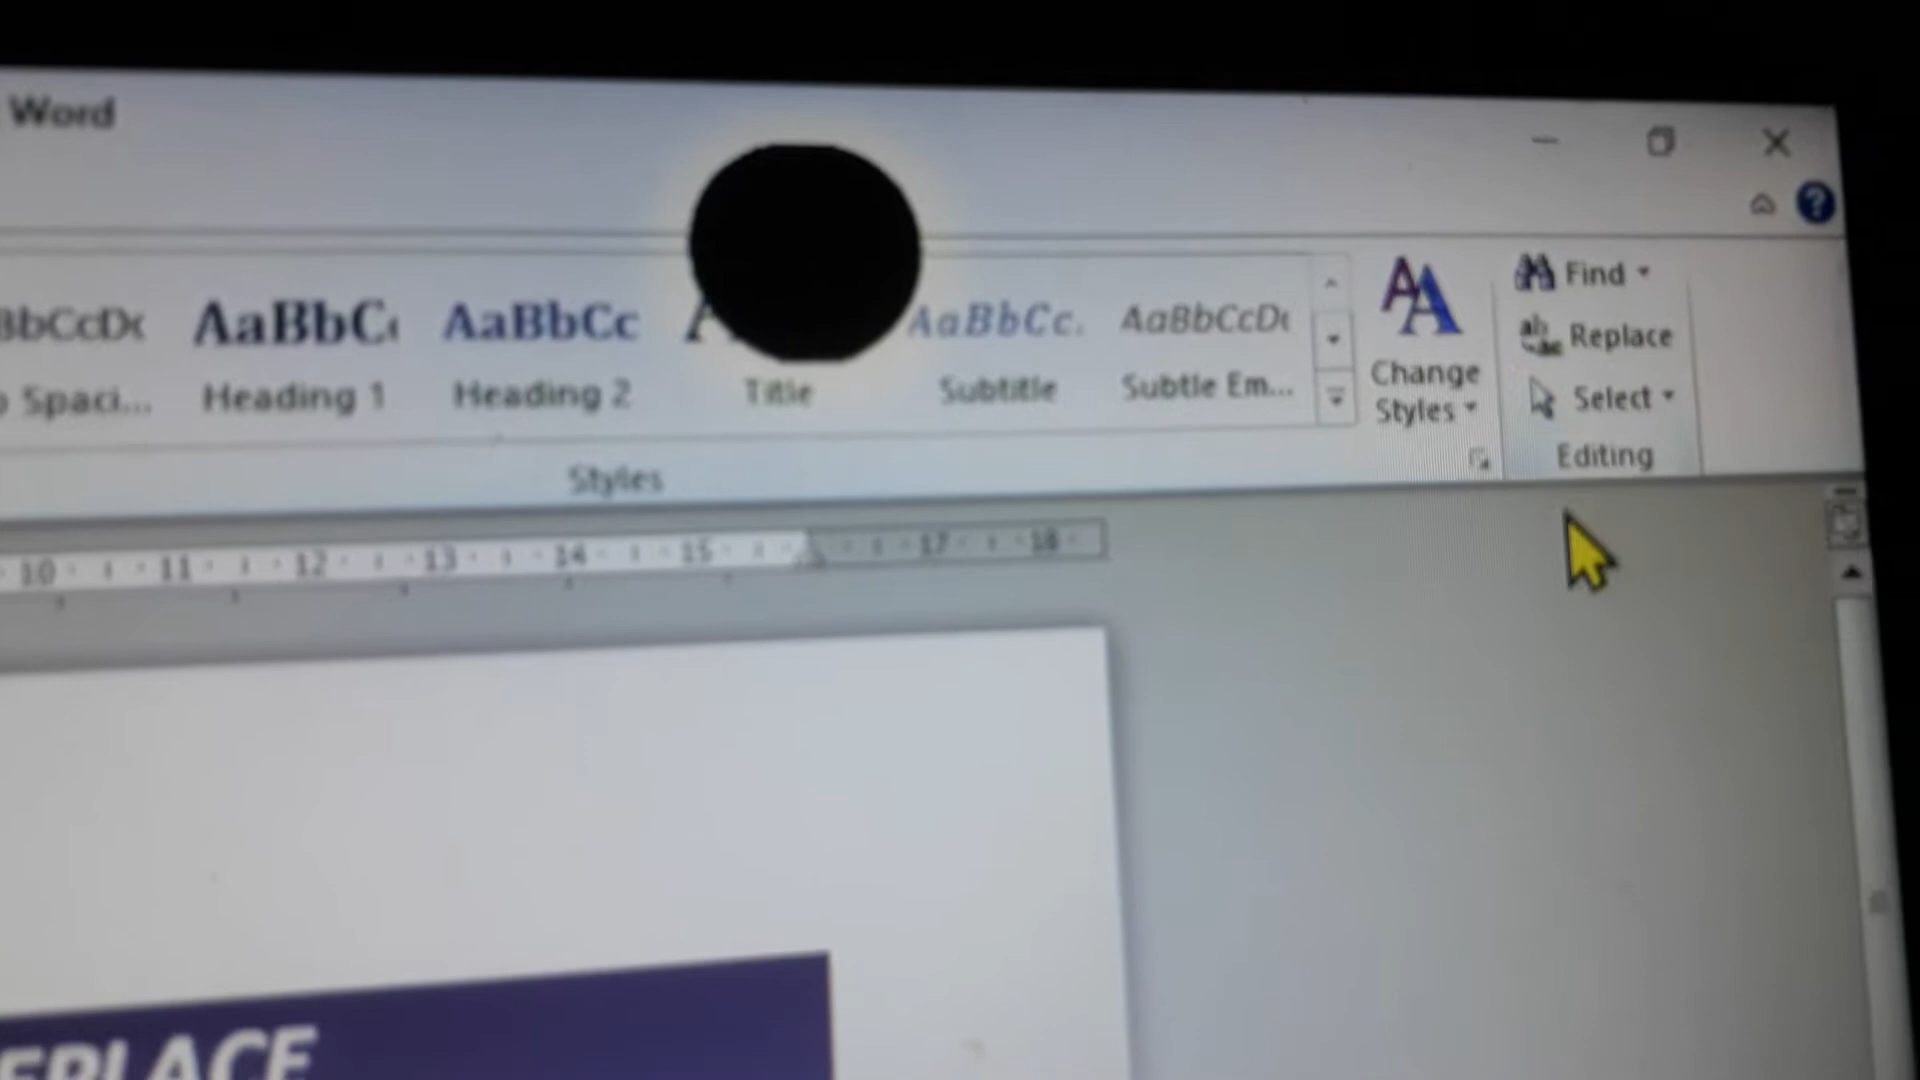 Word
AaBbCc AaBbCc. AaBbCcDc
Heading 1 Heading 2 Title Subtitle Subtle Em...
Change Styles
Find
Replace
Select
Styles
Editing
10 11 12 13 14 15 17 18